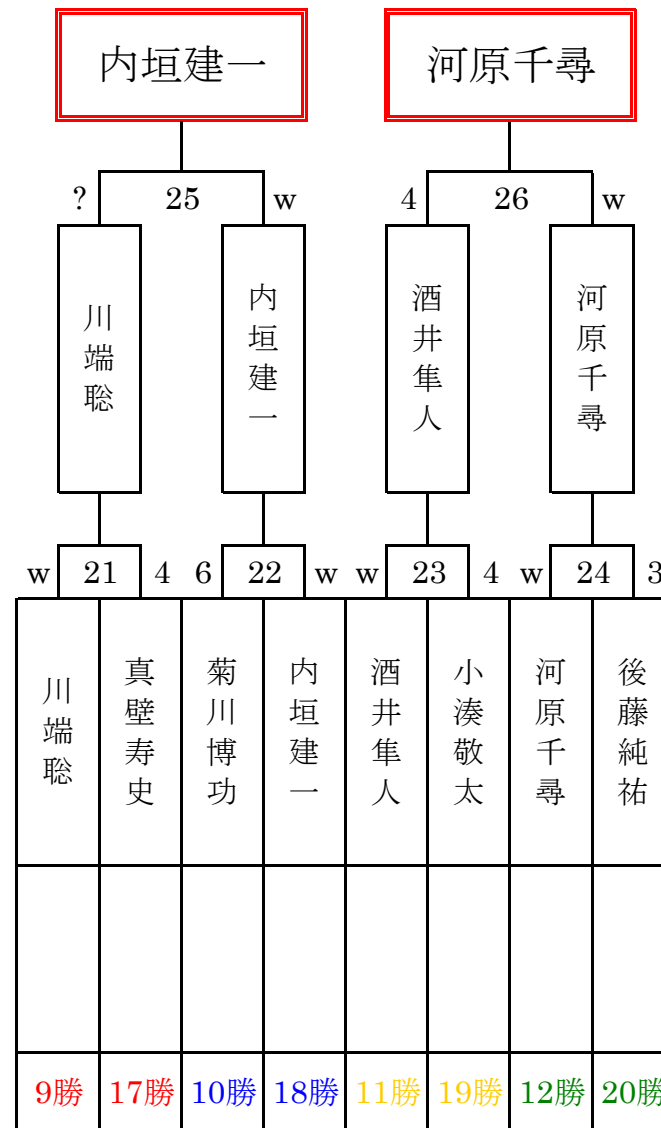 内垣建一 河原千尋
? 25 w 4 26 w
川端聡 内垣建一 酒井隼人 河原千尋
w 21 4 6 22 w w 23 4 w 24 3
川端聡 真壁寿史 菊川博功 内垣建一 酒井隼人 小湊敬太 河原千尋 後藤純祐
9勝 17勝 10勝 18勝 11勝 19勝 12勝 20勝